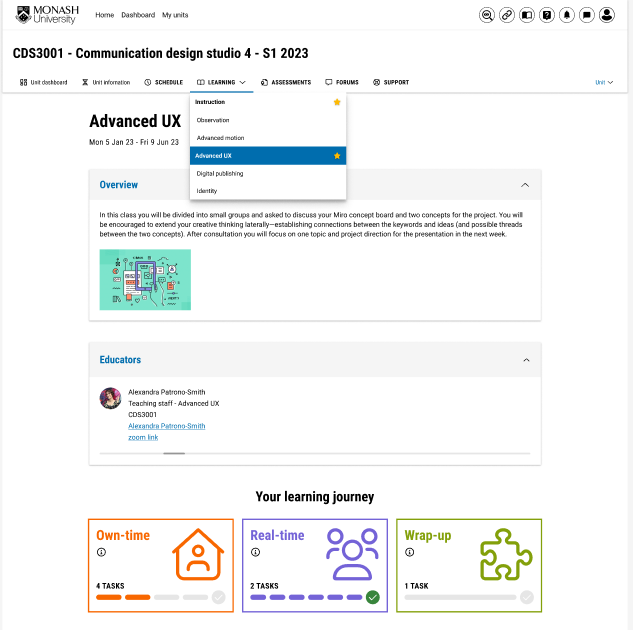 MONASH
University
Home Dashboard My units
CDS3001 - Communication design studio 4 - S1 2023
Unit dashboard Unit infomation SCHEDULE LEARNING ASSESSMENTS FORUMS SUPPORT Unit
Instruction
Observation
Advanced motion
Advanced UX
Digital publishing
Identity
Advanced UX
Mon 5 Jan 23 - Fri 9 Jun 23
Overview
In this class you will be divided into small groups and asked to discuss your Miro concept board and two concepts for the project. You will
be encouraged to extend your creative thinking laterally—establishing connections between the keywords and ideas (and possible threads
between the two concepts). After consultation you will focus on one topic and project direction for the presentation in the next week.
Educators
Alexandra Patrono-Smith
Teaching staff - Advanced UX
CDS3001
Alexandra Patrono-Smith
zoom link
Your learning journey
Own-time
4 TASKS
Real-time
2 TASKS
Wrap-up
1 TASK